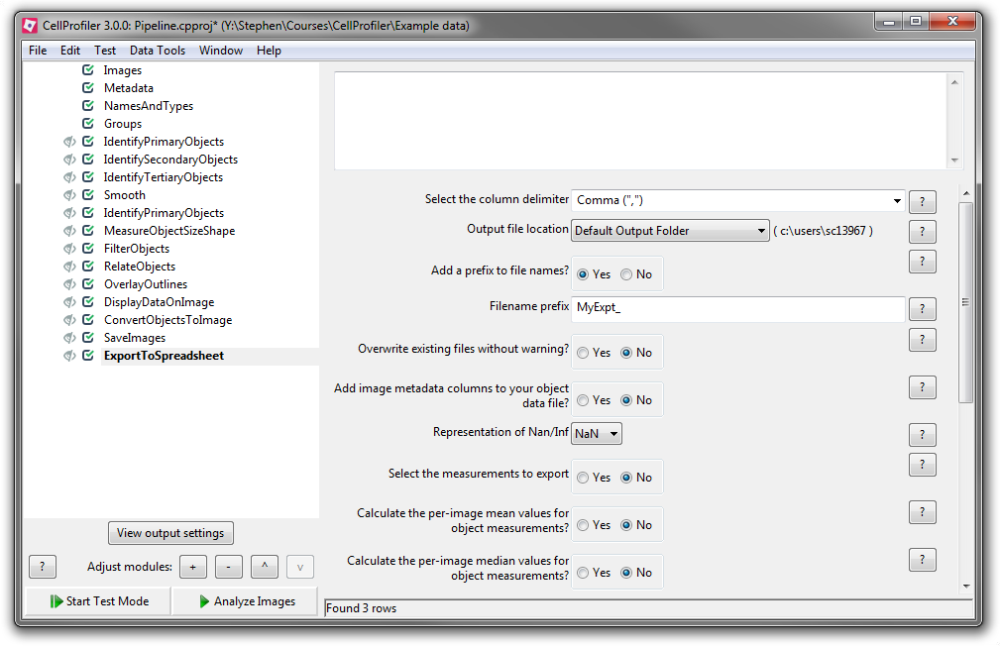 CellProfiler 3.0.0: Pipeline.cpproj* (Y:\Stephen\Courses\CellProfiler\Example data)
File Edit Test Data Tools Window Help
Images
Metadata
NamesAndTypes
Groups
IdentifyPrimaryObjects
IdentifySecondaryObjects
IdentifyTertiaryObjects
Smooth
IdentifyPrimaryObjects
MeasureObjectSizeShape
FilterObjects
RelateObjects
OverlayOutlines
DisplayDataOnImage
ConvertObjectsToImage
SaveImages
ExportToSpreadsheet
View output settings
? Adjust modules: + - ^ v
Start Test Mode Analyze Images
Select the column delimiter Comma (",") ?
Output file location Default Output Folder ( c:\users\sc13967 ) ?
Add a prefix to file names? Yes No ?
Filename prefix MyExpt_ ?
Overwrite existing files without warning? Yes No ?
Add image metadata columns to your object
data file? Yes No ?
Representation of Nan/Inf NaN ?
Select the measurements to export Yes No ?
Calculate the per-image mean values for
object measurements? Yes No ?
Calculate the per-image median values for
object measurements? Yes No ?
Found 3 rows